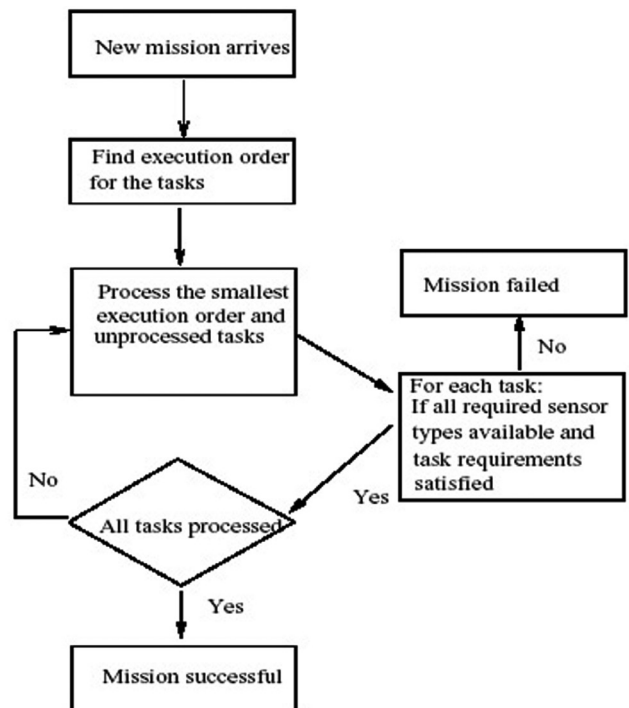 New mission arrives
Find execution order
for the tasks
Process the smallest
execution order and
unprocessed tasks
Mission failed
No
For each task:
If all required sensor
types available and
task requirements
satisfied
Yes
No
All tasks processed
Yes
Mission successful